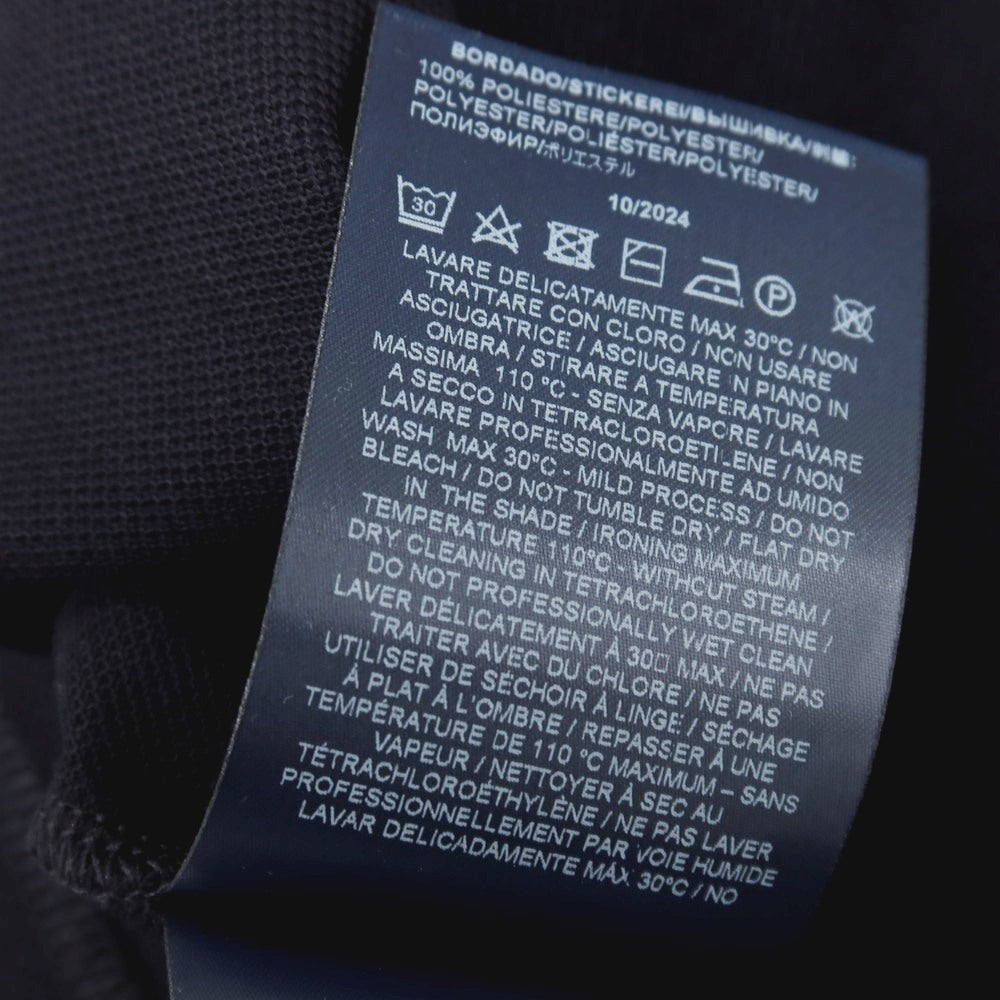 BORDADO/STICKEREI/ВЫШИВКА/刺繍:
100% POLIESTERE/POLYESTER/
POLYESTER/POLIÉSTER/POLYESTER/
ПОЛИЭФИР/ポリエステル
10/2024
30 P W
LAVARE DELICATAMENTE MAX 30°C / NON
TRATTARE CON CLORO / NON USARE
ASCIUGATRICE / ASCIUGARE IN PIANO IN
OMBRA / STIRARE A TEMPERATURA
MASSIMA 110 °C - SENZA VAPORE / LAVARE
A SECCO IN TETRACLOROETILENE / NON
LAVARE PROFESSIONALMENTE AD UMIDO
WASH MAX 30°C - MILD PROCESS / DO NOT
BLEACH / DO NOT TUMBLE DRY / FLAT DRY
IN THE SHADE / IRONING MAXIMUM
TEMPERATURE 110°C - WITHOUT STEAM /
DRY CLEANING IN TETRACHLOROETHENE /
DO NOT PROFESSIONALLY WET CLEAN
LAVER DÉLICATEMENT À 30□ MAX / NE PAS
TRAITER AVEC DU CHLORE / NE PAS
UTILISER DE SÉCHOIR À LINGE / SÉCHAGE
À PLAT À L'OMBRE / REPASSER À UNE
TEMPÉRATURE DE 110 °C MAXIMUM – SANS
VAPEUR / NETTOYER À SEC AU
TÉTRACHLOROÉTHYLÈNE / NE PAS LAVER
PROFESSIONNELLEMENT PAR VOIE HUMIDE
LAVAR DELICADAMENTE MÁX 30°C / NO